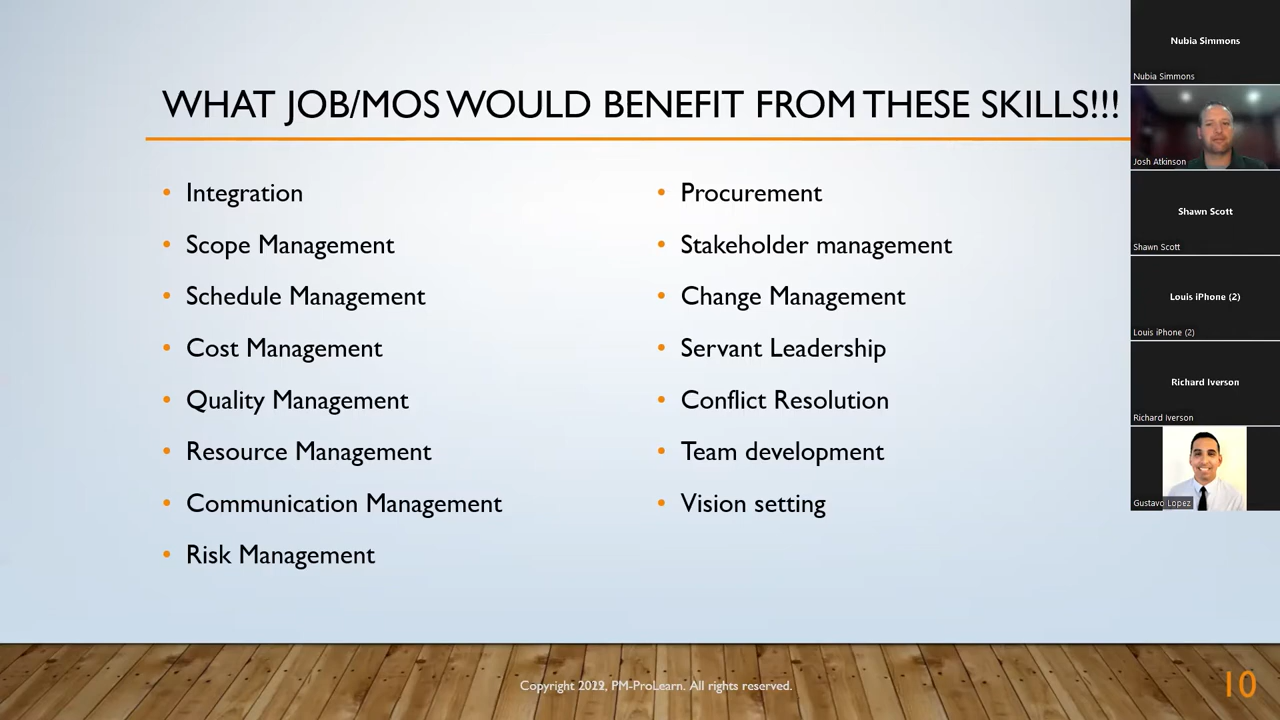 WHAT JOB/MOS WOULD BENEFIT FROM THESE SKILLS!!!
• Integration
• Scope Management
• Schedule Management
• Cost Management
• Quality Management
• Resource Management
• Communication Management
• Risk Management
• Procurement
• Stakeholder management
• Change Management
• Servant Leadership
• Conflict Resolution
• Team development
• Vision setting
Copyright PM-ProLearn. All rights reserved.
10
Nubia Simmons
Nubia Simmons
Josh Atkinson
Shawn Scott
Shawn Scott
Louis iPhone (2)
Louis iPhone (2)
Richard Iverson
Richard Iverson
Gustavo Lopez